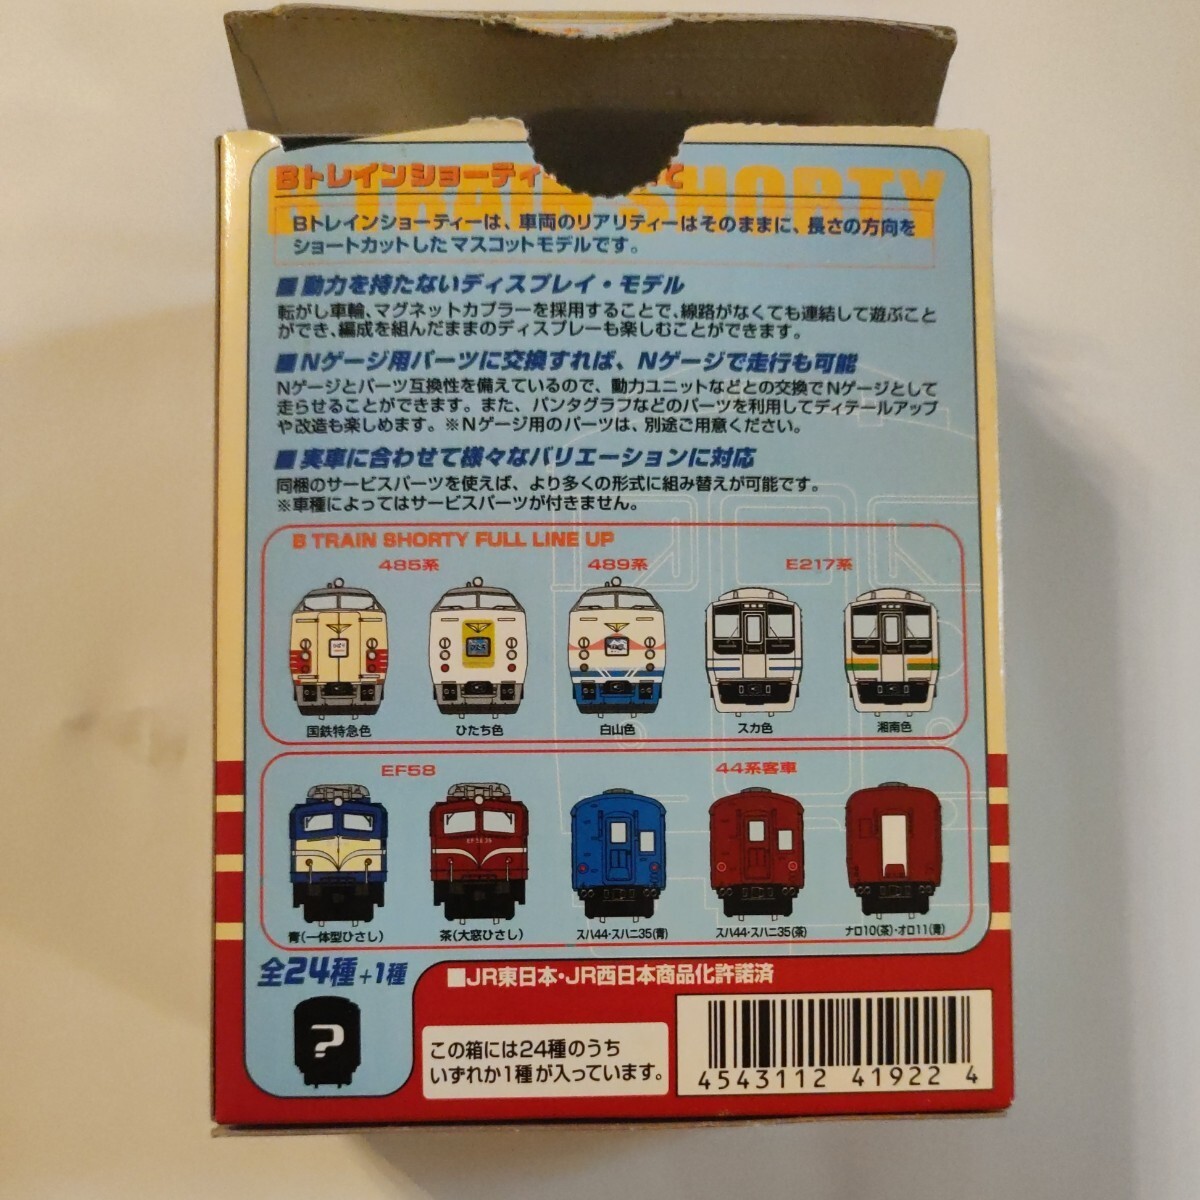 Bトレインショーティ
B TRAIN SHORTY
Bトレインショーティーは、車両のリアリティーはそのままに、長さの方向を
ショートカットしたマスコットモデルです。
■動力を持たないディスプレイ・モデル
転がし車輪、マグネットカプラーを採用することで、線路がなくても連結して遊ぶこと
ができ、編成を組んだままのディスプレーも楽しむことができます。
■Nゲージ用パーツに交換すれば、Nゲージで走行も可能
Nゲージとパーツ互換性を備えているので、動力ユニットなどとの交換でNゲージとして
走らせることができます。また、パンタグラフなどのパーツを利用してディテールアップ
や改造も楽しめます。※Nゲージ用のパーツは、別途ご用意ください。
■実車に合わせて様々なバリエーションに対応
同梱のサービスパーツを使えば、より多くの形式に組み替えが可能です。
※車種によってはサービスパーツが付きません。
B TRAIN SHORTY FULL LINE UP
485系 489系 E217系
国鉄特急色 ひたち色 白山色 スカ色 湘南色
EF58 44系客車
青(一体型ひさし) 茶(大窓ひさし) スハ44・スハニ35(青) スハ44・スハニ35(茶) ナロ10(茶)・オロ11(青)
全24種+1種
?
■JR東日本・JR西日本商品化許諾済
この箱には24種のうち
いずれか1種が入っています。
4543112 41922 4